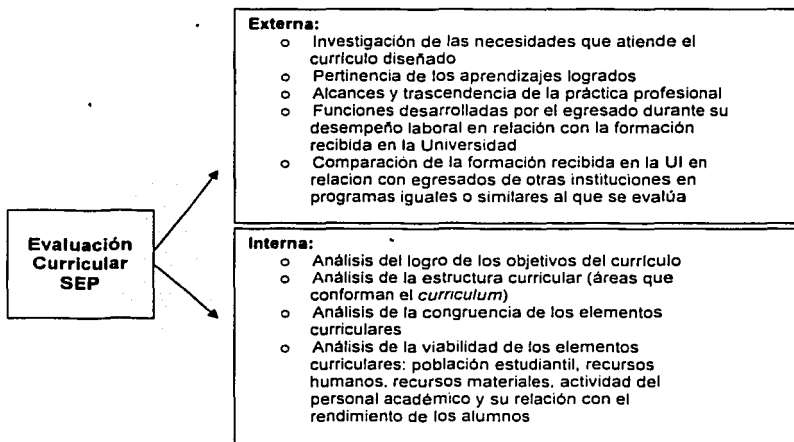 Externa:
o Investigación de las necesidades que atiende el
currículo diseñado
o Pertinencia de los aprendizajes logrados
o Alcances y trascendencia de la práctica profesional
o Funciones desarrolladas por el egresado durante su
desempeño laboral en relación con la formación
recibida en la Universidad
o Comparación de la formación recibida en la UI en
relacion con egresados de otras instituciones en
programas iguales o similares al que se evalúa
Evaluación
Curricular
SEP
Interna:
o Análisis del logro de los objetivos del currículo
o Análisis de la estructura curricular (áreas que
conforman el curriculum)
o Análisis de la congruencia de los elementos
curriculares
o Análisis de la viabilidad de los elementos
curriculares: población estudiantil, recursos
humanos, recursos materiales, actividad del
personal académico y su relación con el
rendimiento de los alumnos